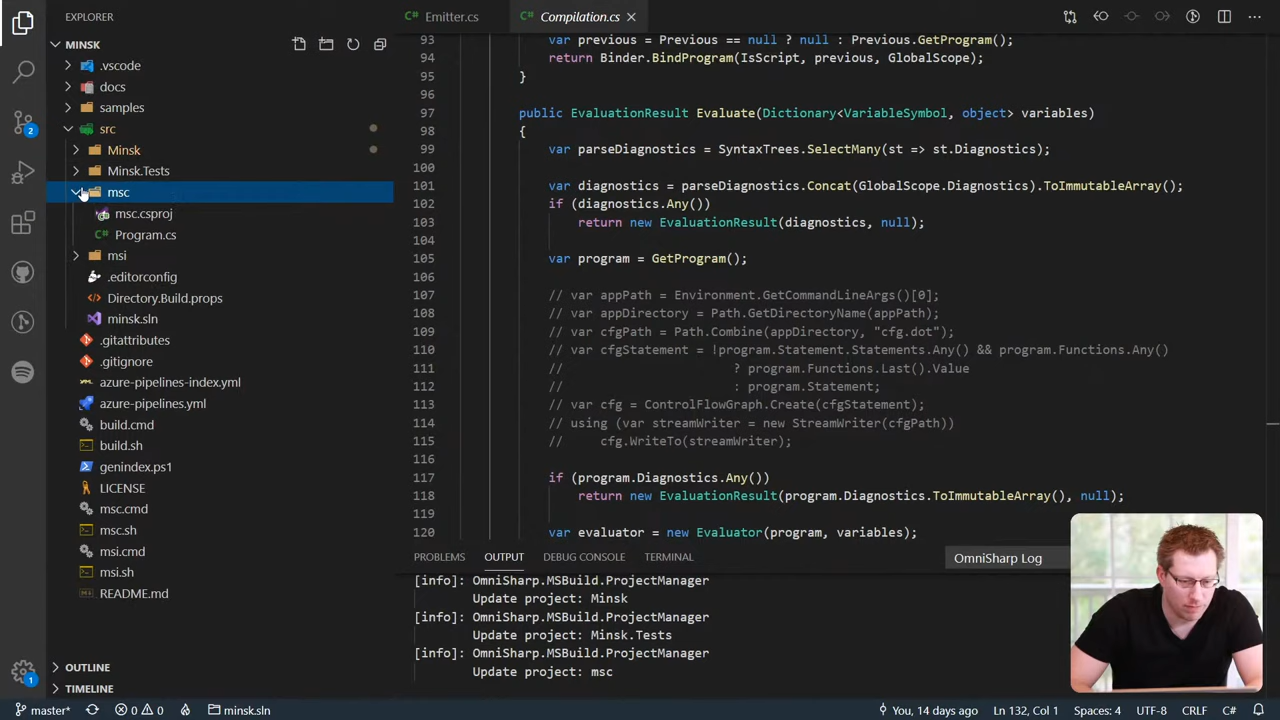 EXPLORER
MINSK
.vscode
docs
samples
src
Minsk
Minsk.Tests
msc
msc.csproj
Program.cs
msi
.editorconfig
Directory.Build.props
minsk.sln
.gitattributes
.gitignore
azure-pipelines-index.yml
azure-pipelines.yml
build.cmd
build.sh
genindex.ps1
LICENSE
msc.cmd
msc.sh
msi.cmd
msi.sh
README.md
OUTLINE
TIMELINE
2
1
Emitter.cs
Compilation.cs
93 var previous = Previous == null ? null : Previous.GetProgram();
94 return Binder.BindProgram(IsScript, previous, GlobalScope);
95 }
96
97 public EvaluationResult Evaluate(Dictionary<VariableSymbol, object> variables)
98 {
99 var parseDiagnostics = SyntaxTrees.SelectMany(st => st.Diagnostics);
100
101 var diagnostics = parseDiagnostics.Concat(GlobalScope.Diagnostics).ToImmutableArray();
102 if (diagnostics.Any())
103 return new EvaluationResult(diagnostics, null);
104
105 var program = GetProgram();
106
107 // var appPath = Environment.GetCommandLineArgs()[0];
108 // var appDirectory = Path.GetDirectoryName(appPath);
109 // var cfgPath = Path.Combine(appDirectory, "cfg.dot");
110 // var cfgStatement = !program.Statement.Statements.Any() && program.Functions.Any()
111 // ? program.Functions.Last().Value
112 // : program.Statement;
113 // var cfg = ControlFlowGraph.Create(cfgStatement);
114 // using (var streamWriter = new StreamWriter(cfgPath))
115 // cfg.WriteTo(streamWriter);
116
117 if (program.Diagnostics.Any())
118 return new EvaluationResult(program.Diagnostics.ToImmutableArray(), null);
119
120 var evaluator = new Evaluator(program, variables);
PROBLEMS OUTPUT DEBUG CONSOLE TERMINAL
OmniSharp Log
[info]: OmniSharp.MSBuild.ProjectManager
Update project: Minsk
[info]: OmniSharp.MSBuild.ProjectManager
Update project: Minsk.Tests
[info]: OmniSharp.MSBuild.ProjectManager
Update project: msc
master* 0 0 minsk.sln You, 14 days ago Ln 132, Col 1 Spaces: 4 UTF-8 CRLF C#